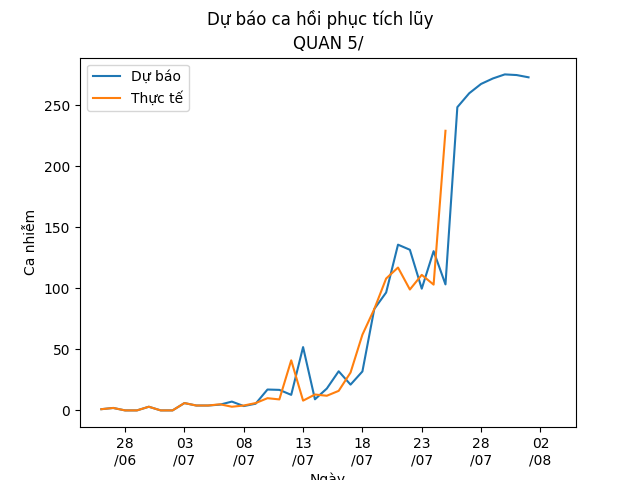 Dự báo ca hồi phục tích lũy
QUAN 5/
Dự báo
Thực tế
Ca nhiễm
250
200
150
100
50
0
28 03 08 13 18 23 28 02
/06 /07 /07 /07 /07 /07 /07 /08
Ngày